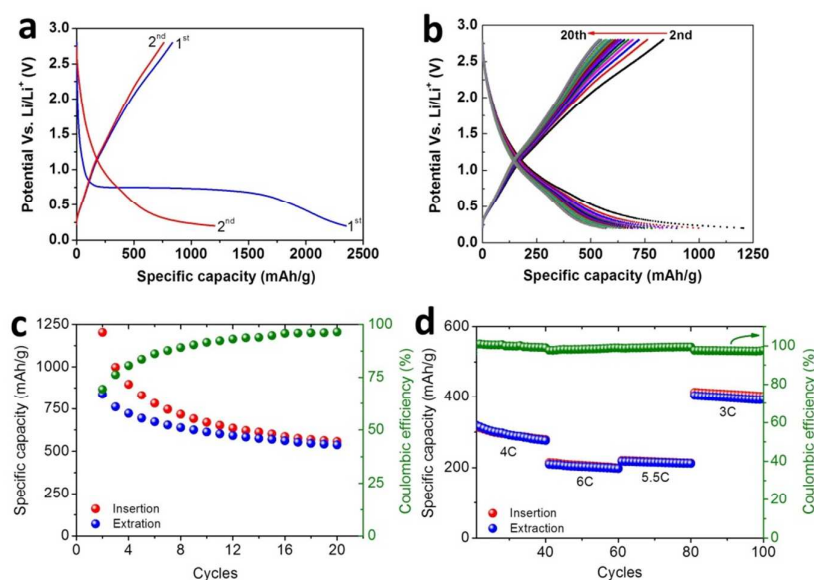 a
Potential Vs. Li/Li+ (V)
3.0
2.5
2.0
1.5
1.0
0.5
0.0
2nd
1st
2nd
1st
0 500 1000 1500 2000 2500
Specific capacity (mAh/g)
b
Potential Vs. Li/Li+ (V)
3.0
2.5
2.0
1.5
1.0
0.5
0.0
20th
2nd
0 250 500 750 1000 1250
Specific capacity (mAh/g)
c
Specific capacity (mAh/g)
1250
1000
750
500
250
0
Insertion
Extration
0 4 8 12 16 20
Cycles
100
75
50
25
0
Coulombic efficiency (%)
d
Specific capacity (mAh/g)
600
400
200
0
4C
6C
5.5C
3C
Insertion
Extraction
40 60 80 100
Cycles
100
80
60
40
20
0
Coulombic efficiency (%)